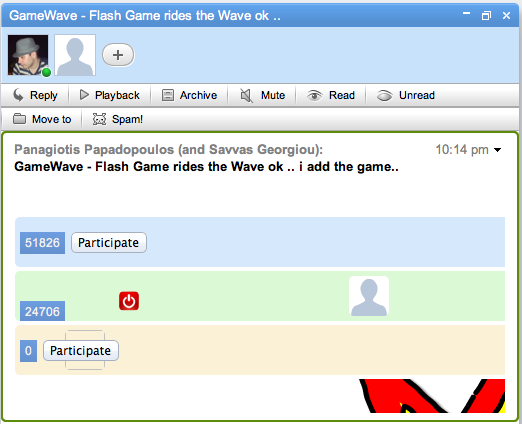 GameWave - Flash Game rides the Wave ok ..
Reply Playback Archive Mute Read Unread
Move to Spam!
Panagiotis Papadopoulos (and Savvas Georgiou): 10:14 pm
GameWave - Flash Game rides the Wave ok .. i add the game..
51826 Participate
24706
0 Participate